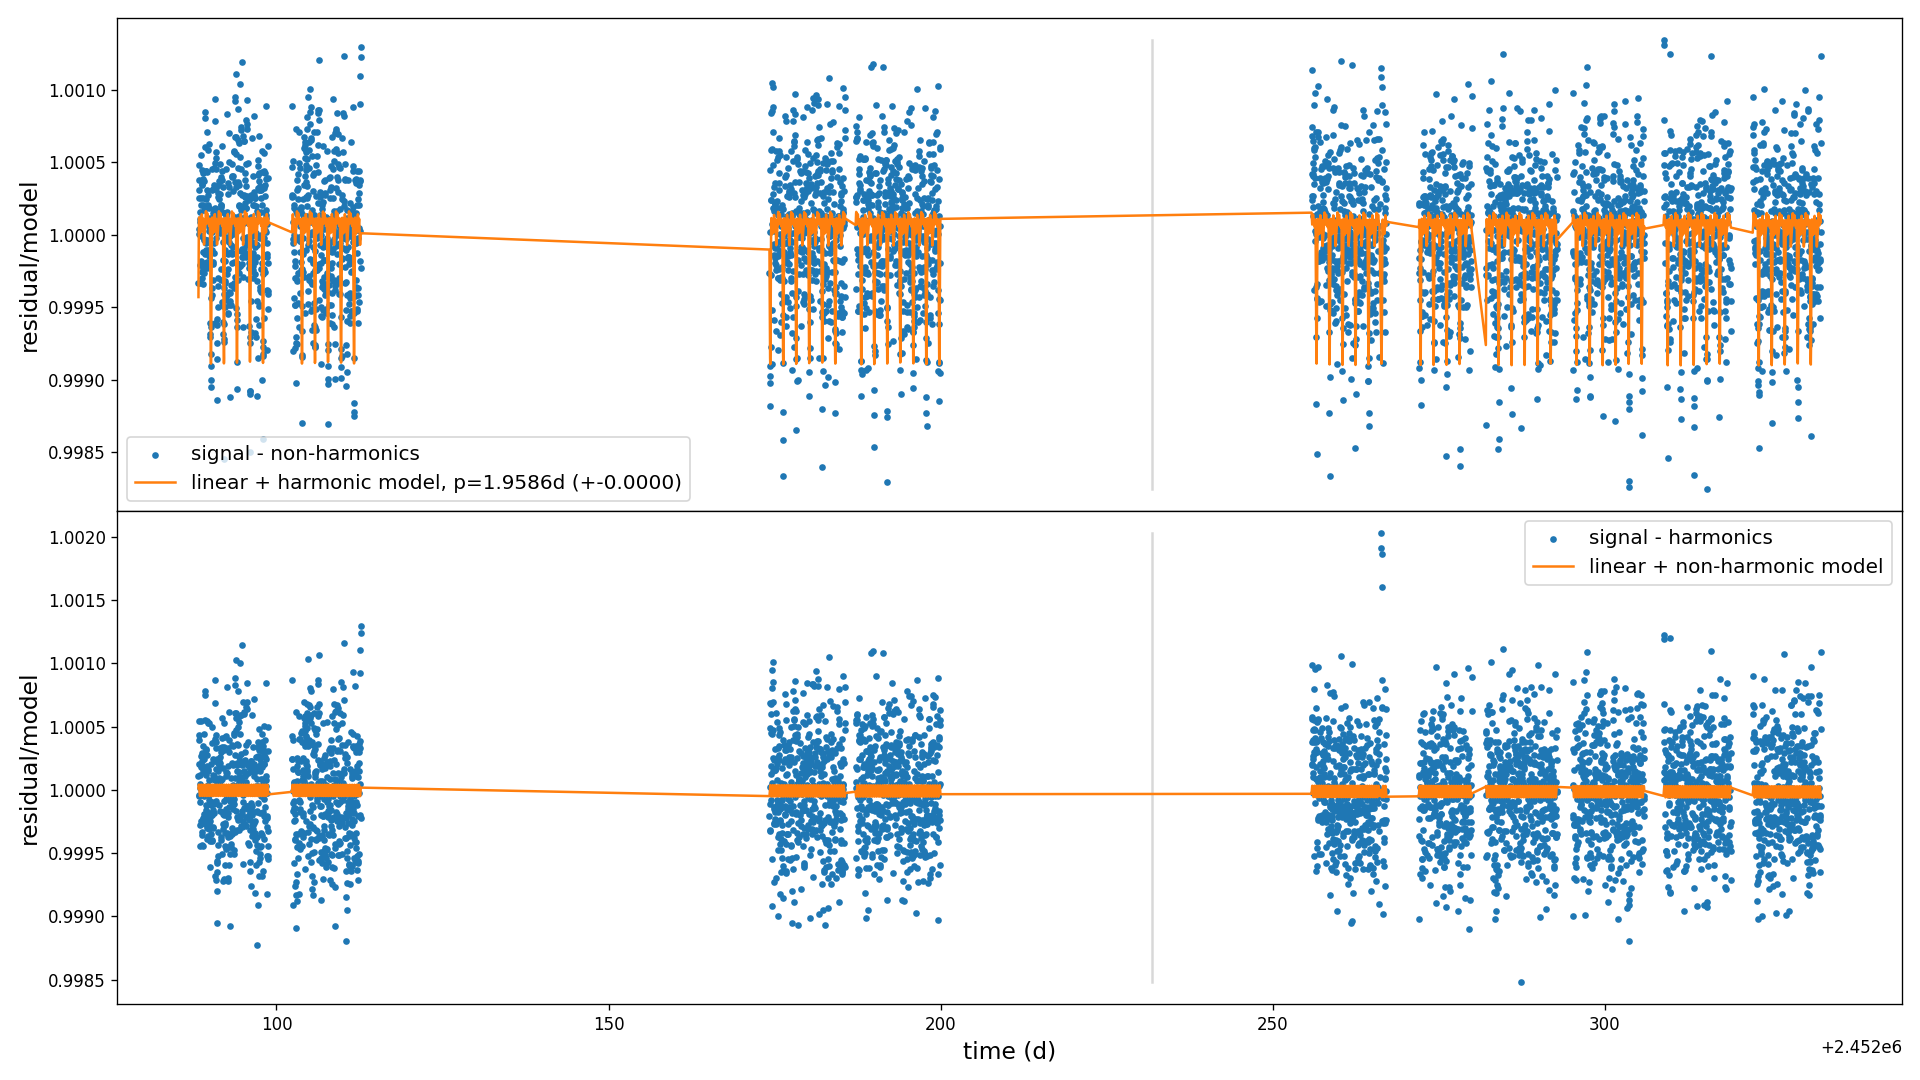 1.0010
1.0005
1.0000
0.9995
0.9990
0.9985
residual/model
signal - non-harmonics
linear + harmonic model, p=1.9586d (+-0.0000)
1.0020
1.0015
1.0010
1.0005
1.0000
0.9995
0.9990
0.9985
residual/model
signal - harmonics
linear + non-harmonic model
100 150 200 250 300
time (d)
+2.452e6